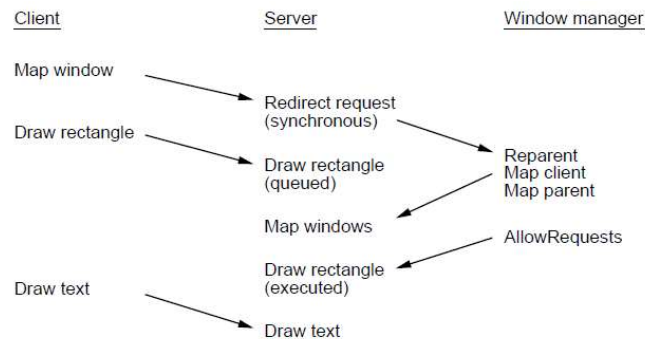 Client
Server
Window manager
Map window
Redirect request
(synchronous)
Draw rectangle
Reparent
Map client
Map parent
Draw rectangle
(queued)
Map windows
AllowRequests
Draw rectangle
(executed)
Draw text
Draw text